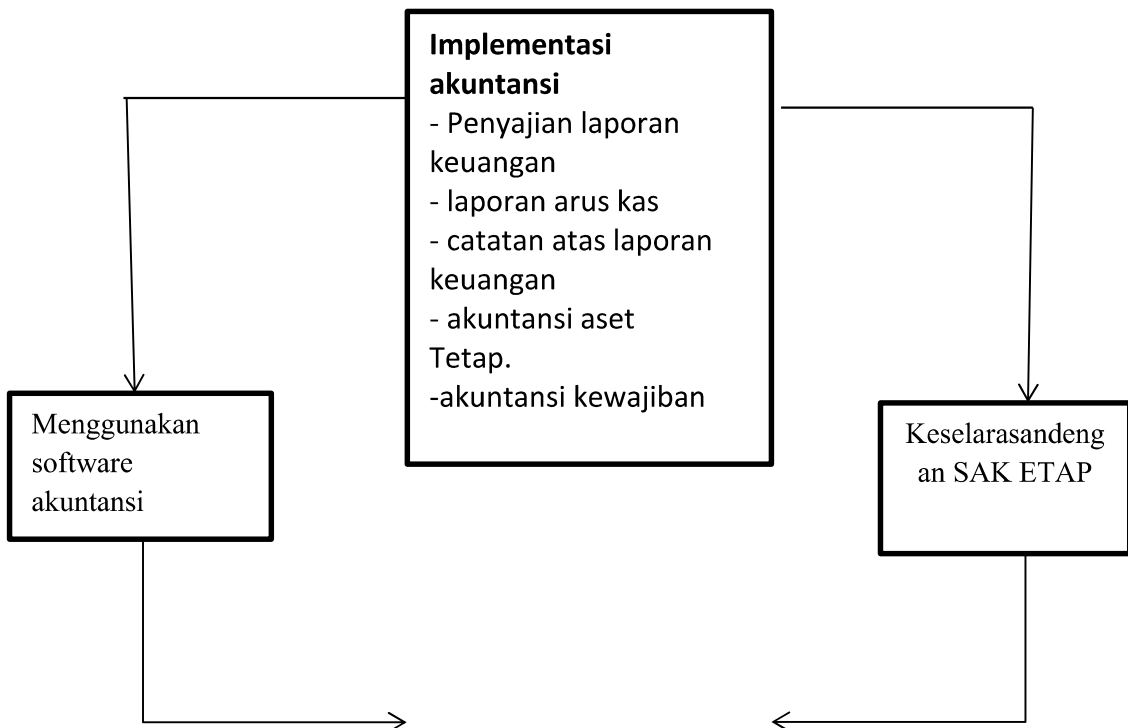 Implementasi
akuntansi
- Penyajian laporan
keuangan
- laporan arus kas
- catatan atas laporan
keuangan
- akuntansi aset
Tetap.
-akuntansi kewajiban
Menggunakan
software
akuntansi
Keselarasandeng
an SAK ETAP